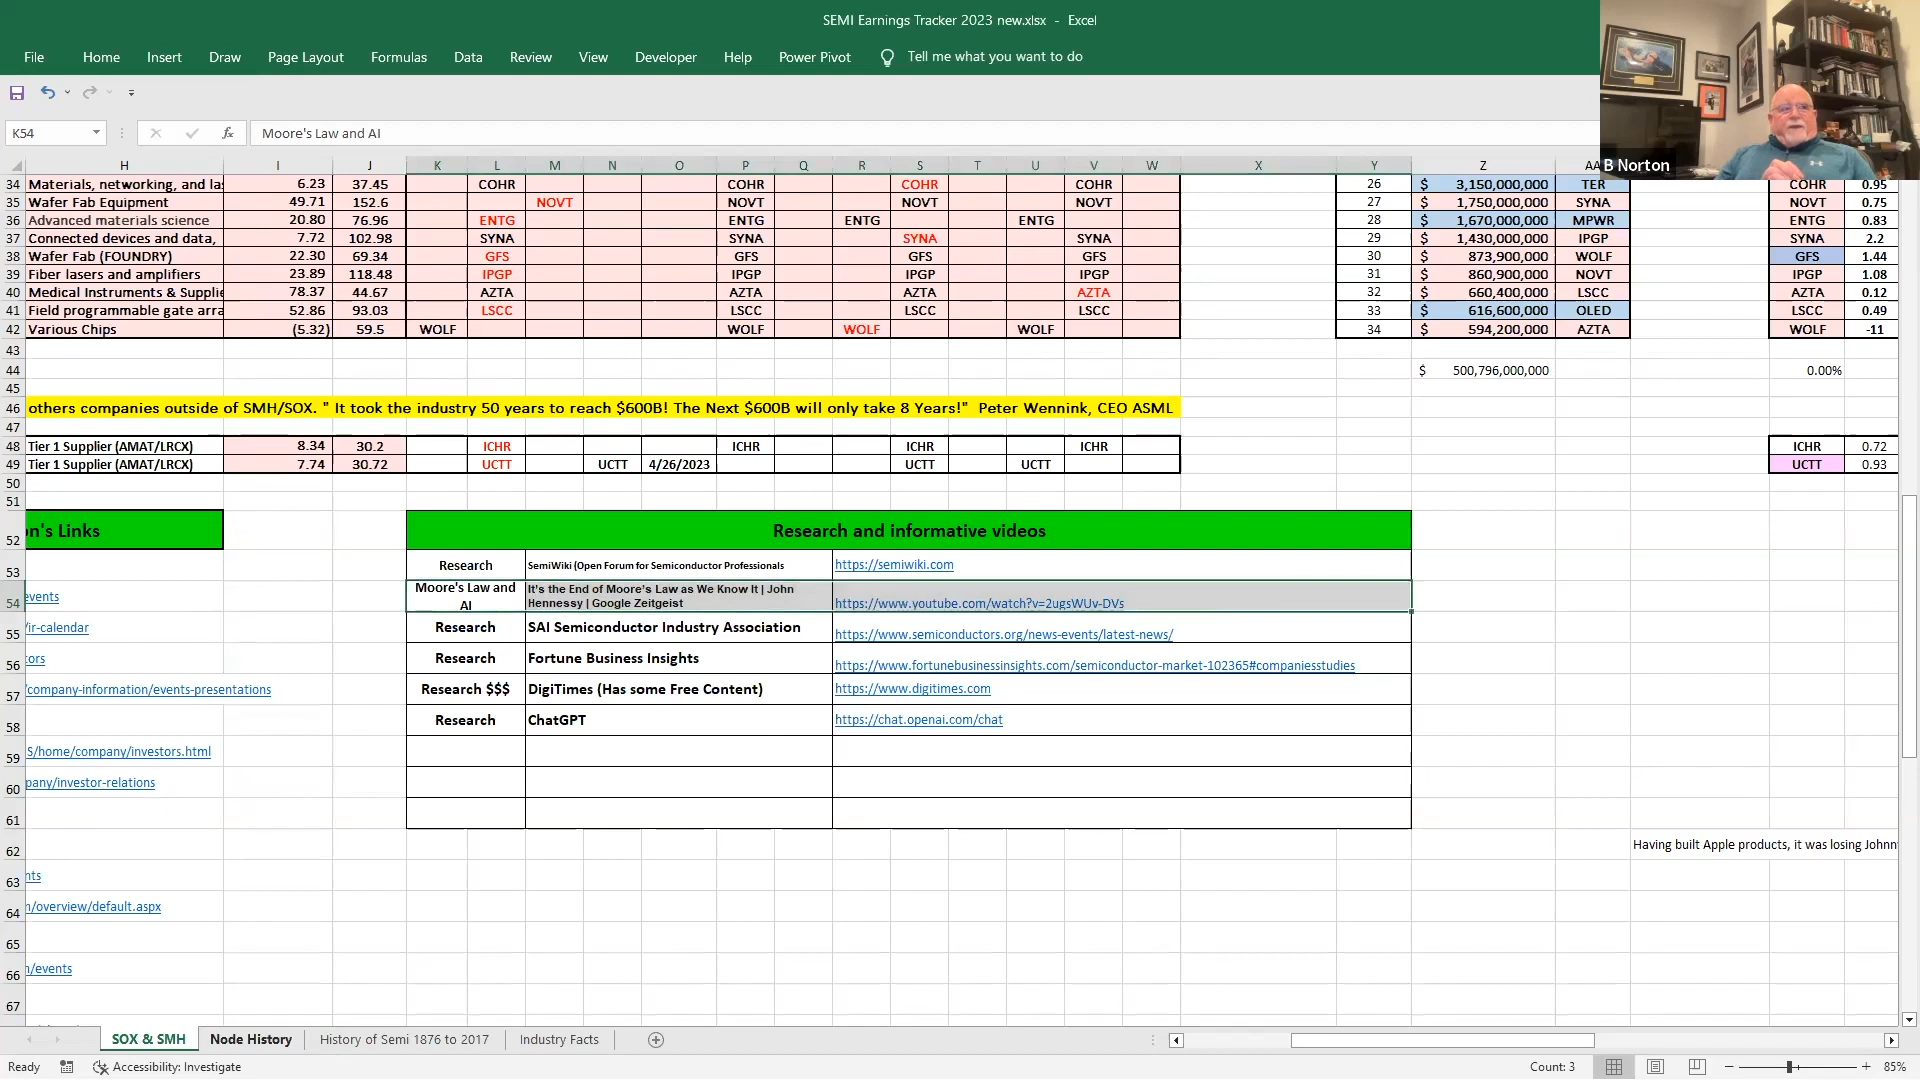 SEMI Earnings Tracker 2023 new.xlsx - Excel
File Home Insert Draw Page Layout Formulas Data Developer Review View Help Power Pivot Tell me what you want to do
B Norton
K54 fx Moore's Law and AI
H I J K L M N O P Q R S T U V W X Y Z AA
34 Materials, networking, and la 6.23 37.45 COHR COHR COHR COHR 26 $ 3,150,000,000 TER COHR 0.95
35 Wafer Fab Equipment 49.71 152.6 NOVT NOVT NOVT NOVT 27 $ 1,750,000,000 SYNA NOVT 0.75
36 Advanced materials science 20.80 76.96 ENTG ENTG ENTG ENTG 28 $ 1,670,000,000 MPWR ENTG 0.83
37 Connected devices and data, 7.72 102.98 SYNA SYNA SYNA SYNA 29 $ 1,430,000,000 IPGP SYNA 2.2
38 Wafer Fab (FOUNDRY) 22.30 69.34 GFS GFS GFS GFS 30 $ 873,900,000 WOLF GFS 1.44
39 Fiber lasers and amplifiers 23.89 118.48 IPGP IPGP IPGP IPGP 31 $ 860,900,000 NOVT IPGP 1.08
40 Medical Instruments & Supplie 78.37 44.67 AZTA AZTA AZTA AZTA 32 $ 660,400,000 LSCC AZTA 0.12
41 Field programmable gate arra 52.86 93.03 LSCC LSCC LSCC LSCC 33 $ 616,600,000 OLED LSCC 0.49
42 Various Chips (5.32) 59.5 WOLF WOLF WOLF WOLF 34 $ 594,200,000 AZTA WOLF -11
43
44 $ 500,796,000,000 0.00%
45
46 others companies outside of SMH/SOX. " It took the industry 50 years to reach $600B! The Next $600B will only take 8 Years!" Peter Wennink, CEO ASML
47
48 Tier 1 Supplier (AMAT/LRCX) 8.34 30.2 ICHR ICHR ICHR ICHR ICHR 0.72
49 Tier 1 Supplier (AMAT/LRCX) 7.74 30.72 UCTT UCTT 4/26/2023 UCTT UCTT UCTT 0.93
50
51
52 n's Links Research and informative videos
53 Research SemiWiki (Open Forum for Semiconductor Professionals https://semiwiki.com
54 events Moore's Law and AI It's the End of Moore's Law as We Know It | John Hennessy | Google Zeitgeist https://www.youtube.com/watch?v=2ugsWUv-DVs
55 /ir-calendar Research SAI Semiconductor Industry Association https://www.semiconductors.org/news-events/latest-news/
56 ors Research Fortune Business Insights https://www.fortunebusinessinsights.com/semiconductor-market-102365#companiesstudies
57 /company-information/events-presentations Research $$$ DigiTimes (Has some Free Content) https://www.digitimes.com
58 Research ChatGPT https://chat.openai.com/chat
59 S/home/company/investors.html
60 pany/investor-relations
61
62 Having built Apple products, it was losing Johnn
63 nts
64 n/overview/default.aspx
65
66 n/events
67
SOX & SMH Node History History of Semi 1876 to 2017 Industry Facts
Ready Accessibility: Investigate Count: 3 85%